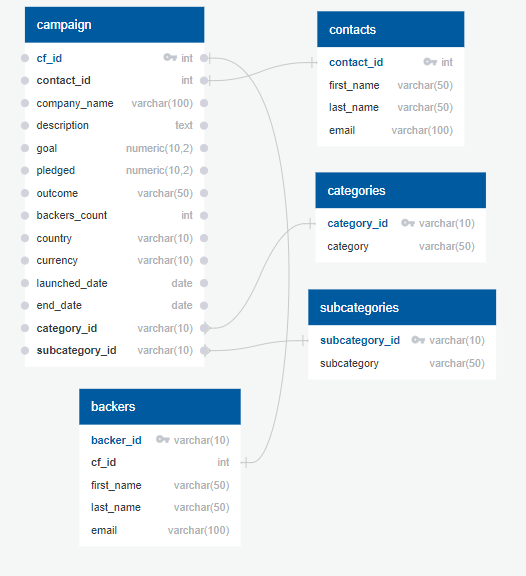 campaign
cf_id int
contact_id int
company_name varchar(100)
description text
goal numeric(10,2)
pledged numeric(10,2)
outcome varchar(50)
backers_count int
country varchar(10)
currency varchar(10)
launched_date date
end_date date
category_id varchar(10)
subcategory_id varchar(10)
contacts
contact_id int
first_name varchar(50)
last_name varchar(50)
email varchar(100)
categories
category_id varchar(10)
category varchar(50)
subcategories
subcategory_id varchar(10)
subcategory varchar(50)
backers
backer_id varchar(10)
cf_id int
first_name varchar(50)
last_name varchar(50)
email varchar(100)